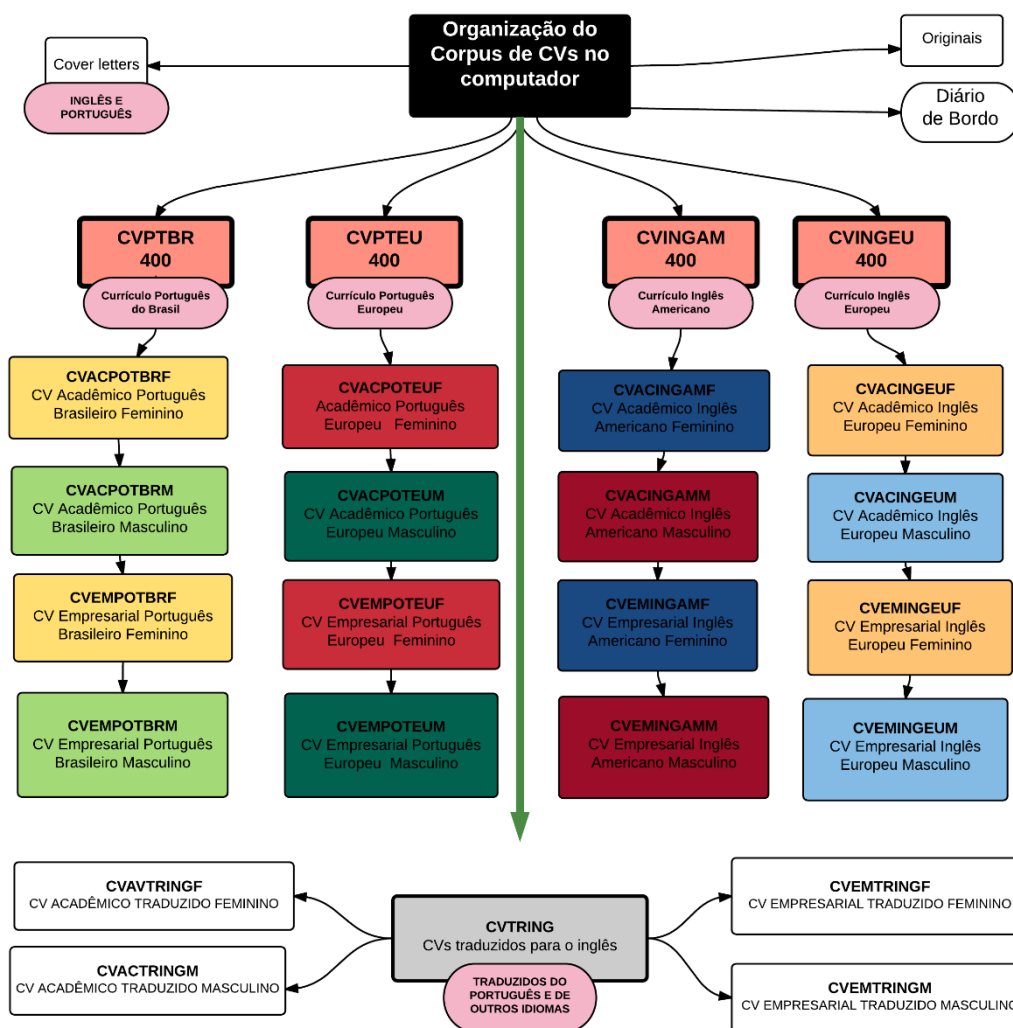 Organização do
Corpus de CVs no
computador
Cover letters
INGLÊS E
PORTUGUÊS
Originais
Diário
de Bordo
CVPTBR
400
Currículo Português
do Brasil
CVPTEU
400
Currículo Português
Europeu
CVINGAM
400
Currículo Inglês
Americano
CVINGEU
400
Currículo Inglês
Europeu
CVACPOTBRF
CV Acadêmico Português
Brasileiro Feminino
CVACPOTEUF
Acadêmico Português
Europeu Feminino
CVACINGAMF
CV Acadêmico Inglês
Americano Feminino
CVACINGEUF
CV Acadêmico Inglês
Europeu Feminino
CVACPOTBRM
CV Acadêmico Português
Brasileiro Masculino
CVACPOTEUM
CV Acadêmico Português
Europeu Masculino
CVACINGAMM
CV Acadêmico Inglês
Americano Masculino
CVACINGEUM
CV Acadêmico Inglês
Europeu Masculino
CVEMPOTBRF
CV Empresarial Português
Brasileiro Feminino
CVEMPOTEUF
CV Empresarial Português
Europeu Feminino
CVEMINGAMF
CV Empresarial Inglês
Americano Feminino
CVEMINGEUF
CV Empresarial Inglês
Europeu Feminino
CVEMPOTBRM
CV Empresarial Português
Brasileiro Masculino
CVEMPOTEUM
CV Empresarial Português
Europeu Masculino
CVEMINGAMM
CV Empresarial Inglês
Americano Masculino
CVEMINGEUM
CV Empresarial Inglês
Europeu Masculino
CVAVTRINGF
CV ACADÊMICO TRADUZIDO FEMININO
CVACTRINGM
CV ACADÊMICO TRADUZIDO MASCULINO
CVTRING
CVs traduzidos para o inglês
TRADUZIDOS DO
PORTUGUÊS E DE
OUTROS IDIOMAS
CVEMTRINGF
CV EMPRESARIAL TRADUZIDO FEMININO
CVEMTRINGM
CV EMPRESARIAL TRADUZIDO MASCULINO